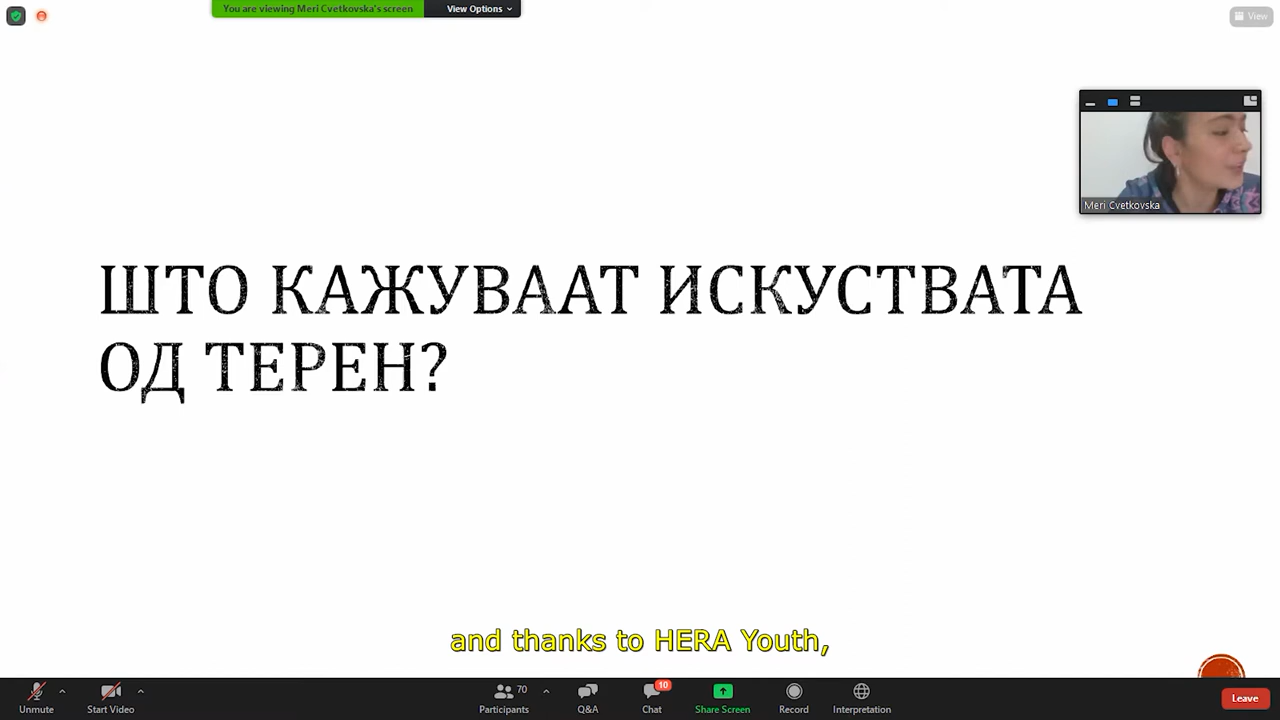 You are viewing Meri Cvetkovska's screen
View Options
View
Meri Cvetkovska
ШТО КАЖУВААТ ИСКУСТВАТА
ОД ТЕРЕН?
and thanks to HERA Youth,
Unmute
Start Video
70
Participants
Q&A
10
Chat
Share Screen
Record
Interpretation
Leave